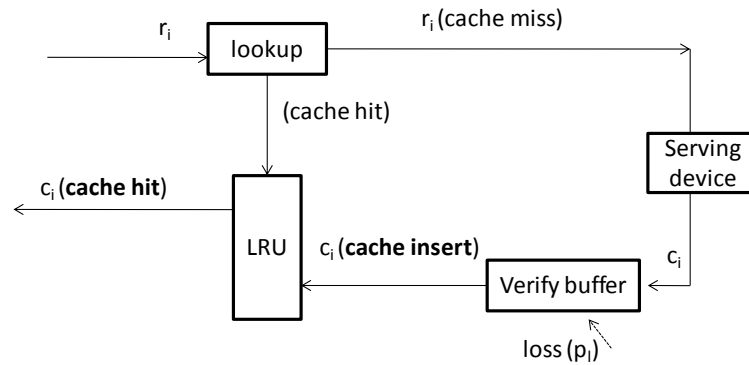 r_i
lookup
r_i (cache miss)
(cache hit)
Serving
device
c_i (cache hit)
LRU
c_i (cache insert)
c_i
Verify buffer
loss (p_l)